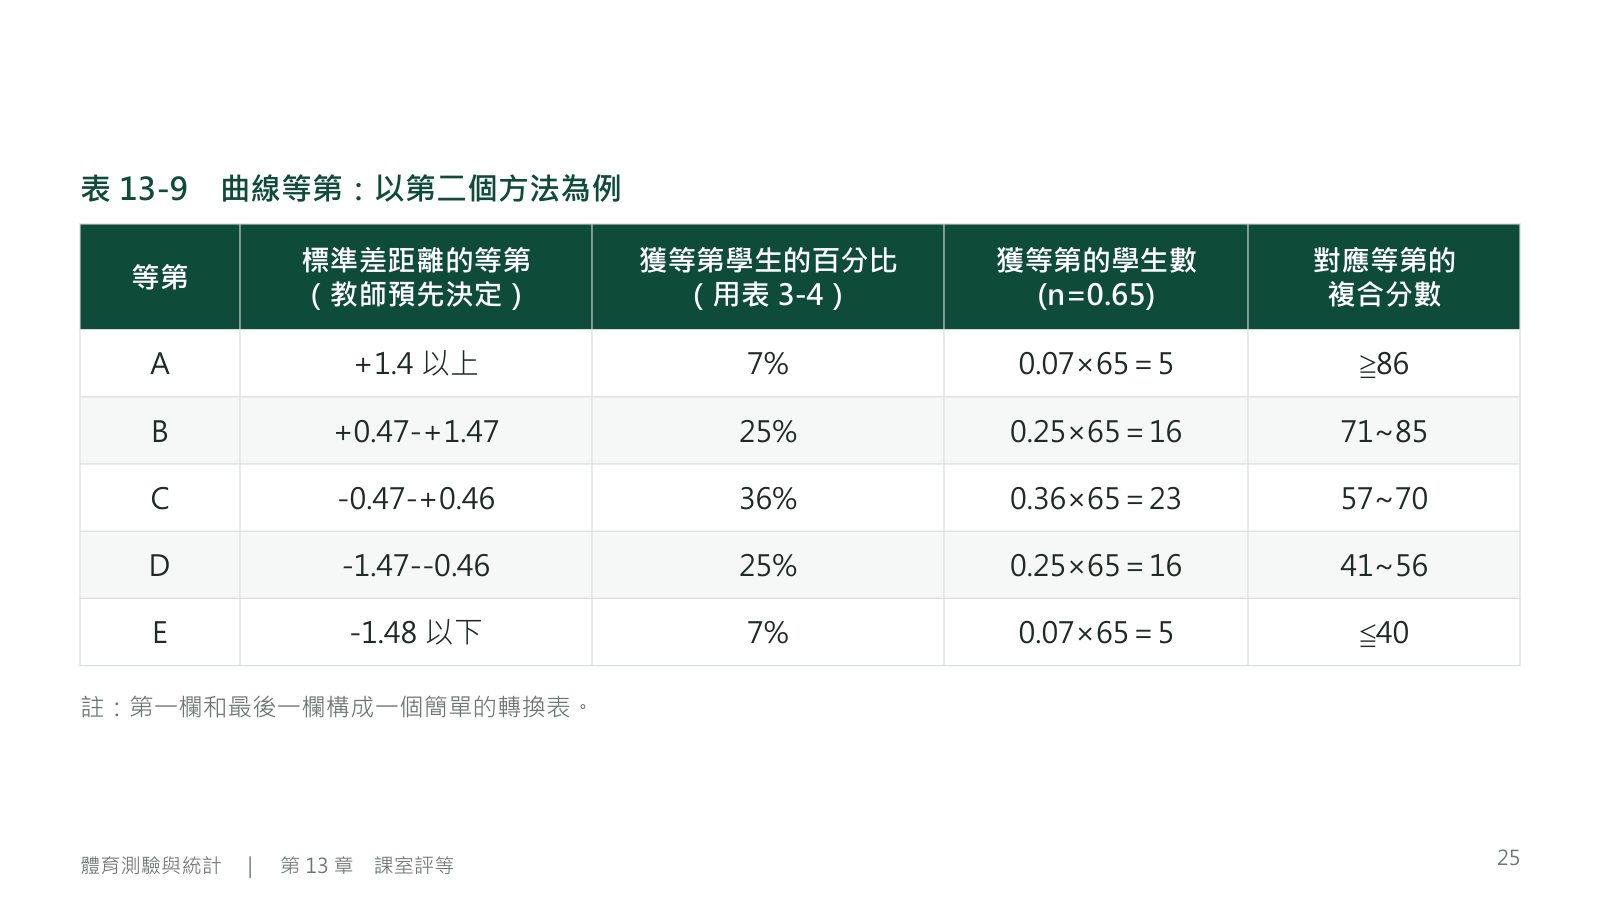 表 13-9　曲線等第：以第二個方法為例
等第
標準差距離的等第
（教師預先決定）
獲等第學生的百分比
（用表 3-4）
獲等第的學生數
(n=0.65)
對應等第的
複合分數
A +1.4 以上 7% 0.07×65＝5 ≧86
B +0.47-+1.47 25% 0.25×65＝16 71~85
C -0.47-+0.46 36% 0.36×65＝23 57~70
D -1.47--0.46 25% 0.25×65＝16 41~56
E -1.48 以下 7% 0.07×65＝5 ≦40
註：第一欄和最後一欄構成一個簡單的轉換表。
體育測驗與統計　|　第 13 章　課室評等
25